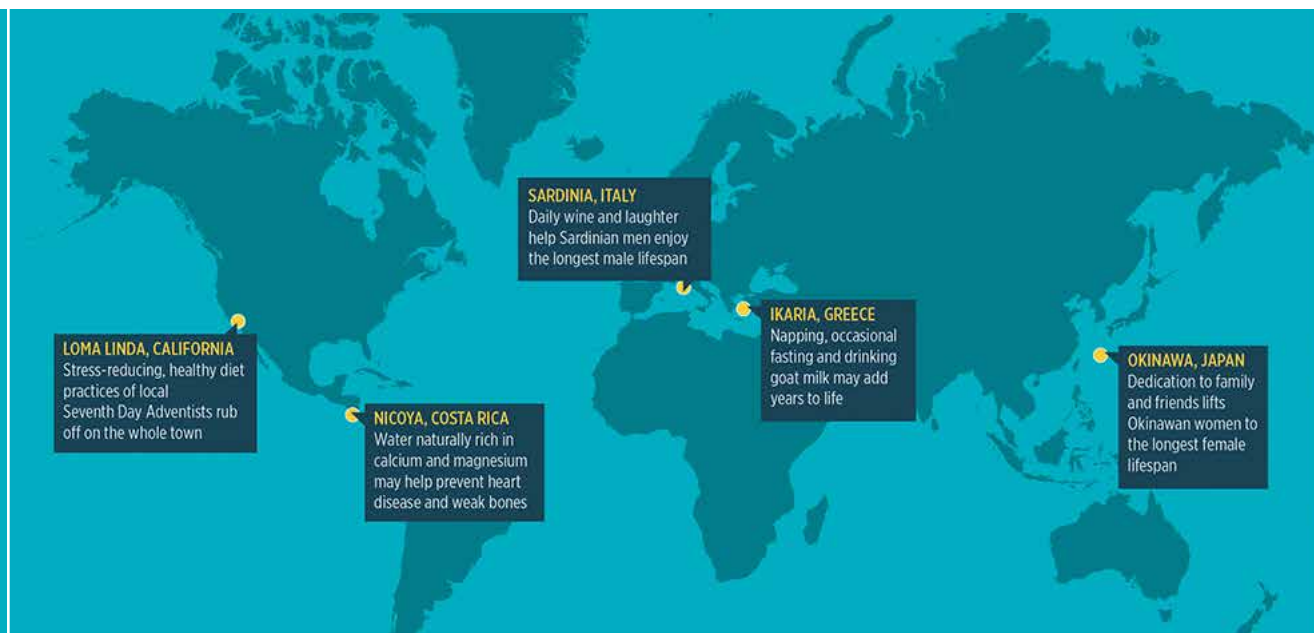 SARDINIA, ITALY
Daily wine and laughter
help Sardinian men enjoy
the longest male lifespan
IKARIA, GREECE
Napping, occasional
fasting and drinking
goat milk may add
years to life
LOMA LINDA, CALIFORNIA
Stress-reducing, healthy diet
practices of local
Seventh Day Adventists rub
off on the whole town
OKINAWA, JAPAN
Dedication to family
and friends lifts
Okinawan women to
the longest female
lifespan
NICOYA, COSTA RICA
Water naturally rich in
calcium and magnesium
may help prevent heart
disease and weak bones